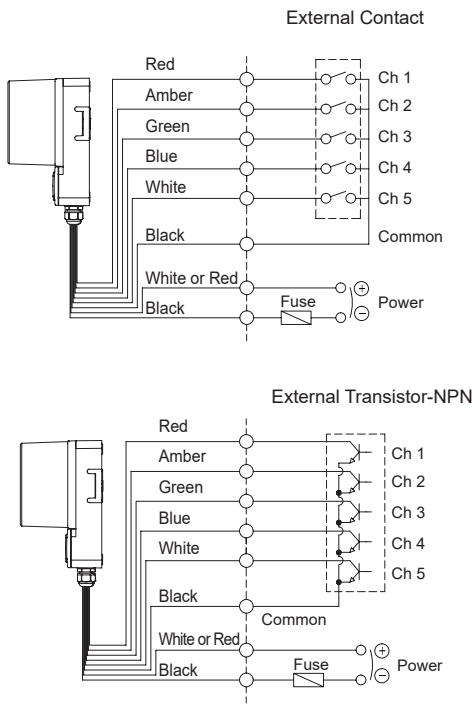 External Contact
Red
Ch 1
Amber
Ch 2
Green
Ch 3
Blue
Ch 4
White
Ch 5
Black
Common
White or Red
+
Fuse
Power
Black
−
External Transistor-NPN
Red
Ch 1
Amber
Ch 2
Green
Ch 3
Blue
Ch 4
White
Ch 5
Black
Common
White or Red
+
Fuse
Power
Black
−